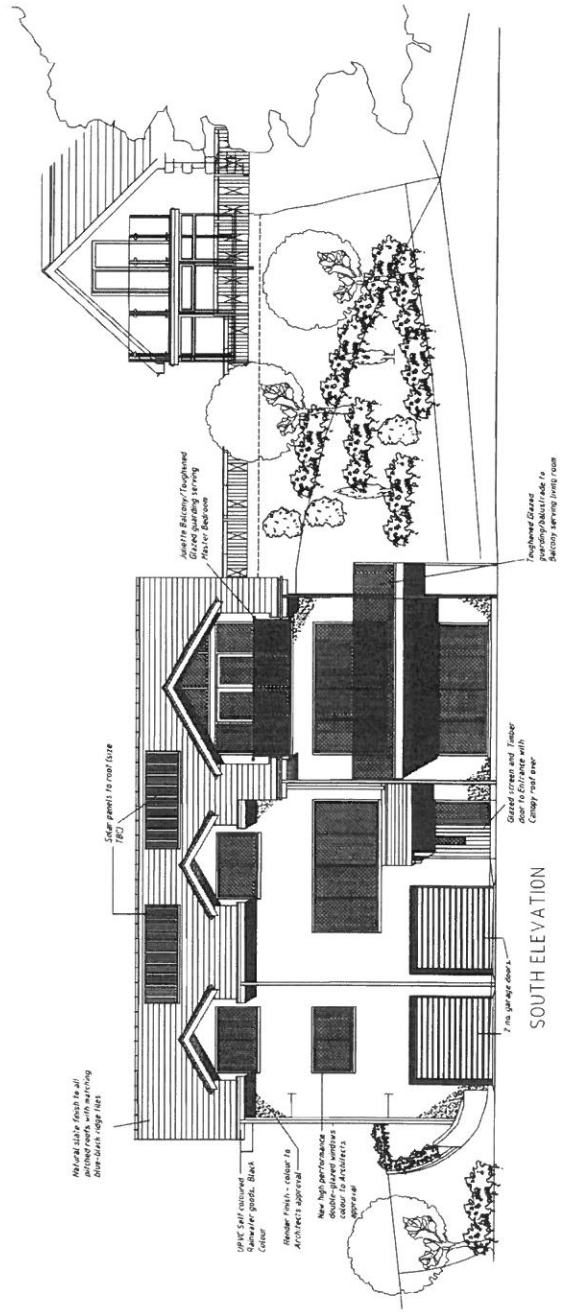 Natural slate finish to all
pitched roofs with matching
blue-black ridge tiles
Solar panels to roof (size
TBC)
Juliette Balcony/Toughened
Glazed guarding serving
Master Bedroom
UPVC Self coloured
Rainwater goods. Black
Colour
Render Finish - colour to
Architects approval
New high performance
double-glazed windows
colour to Architects
approval
2 no. garage doors.
Glazed screen and Timber
door to Entrance with
Canopy roof over
Toughened Glazed
guarding/balustrade to
Balcony serving living room
SOUTH ELEVATION